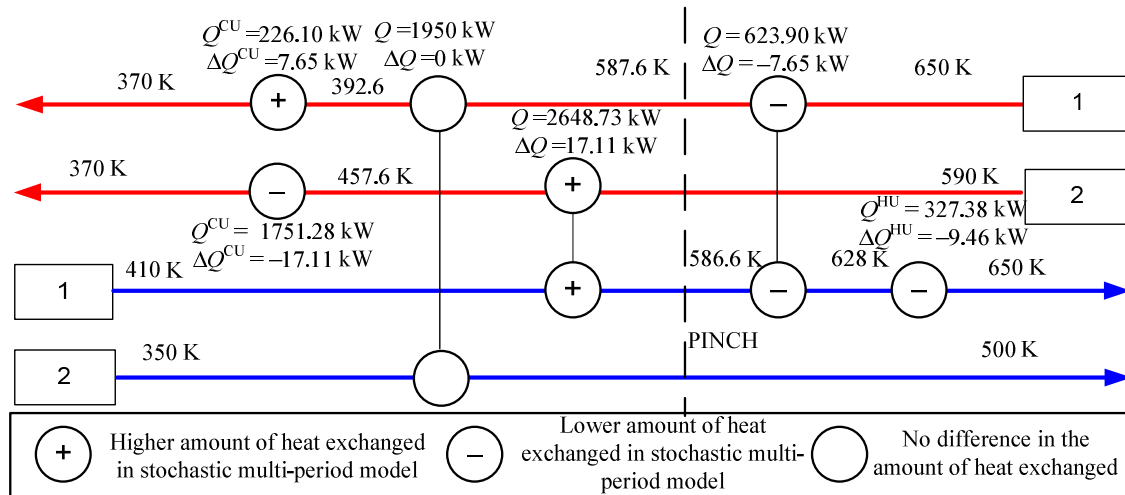 Q^CU=226.10 kW
ΔQ^CU=7.65 kW
Q=1950 kW
ΔQ=0 kW
Q=623.90 kW
ΔQ=−7.65 kW
370 K
392.6
587.6 K
650 K
+
−
1
Q=2648.73 kW
ΔQ=17.11 kW
370 K
−
457.6 K
+
590 K
2
Q^CU= 1751.28 kW
ΔQ^CU=−17.11 kW
Q^HU= 327.38 kW
ΔQ^HU=−9.46 kW
1
410 K
+
586.6 K
−
628 K
−
650 K
PINCH
2
350 K
500 K
+
Higher amount of heat exchanged
in stochastic multi-period model
−
Lower amount of heat
exchanged in stochastic multi-
period model
No difference in the
amount of heat exchanged